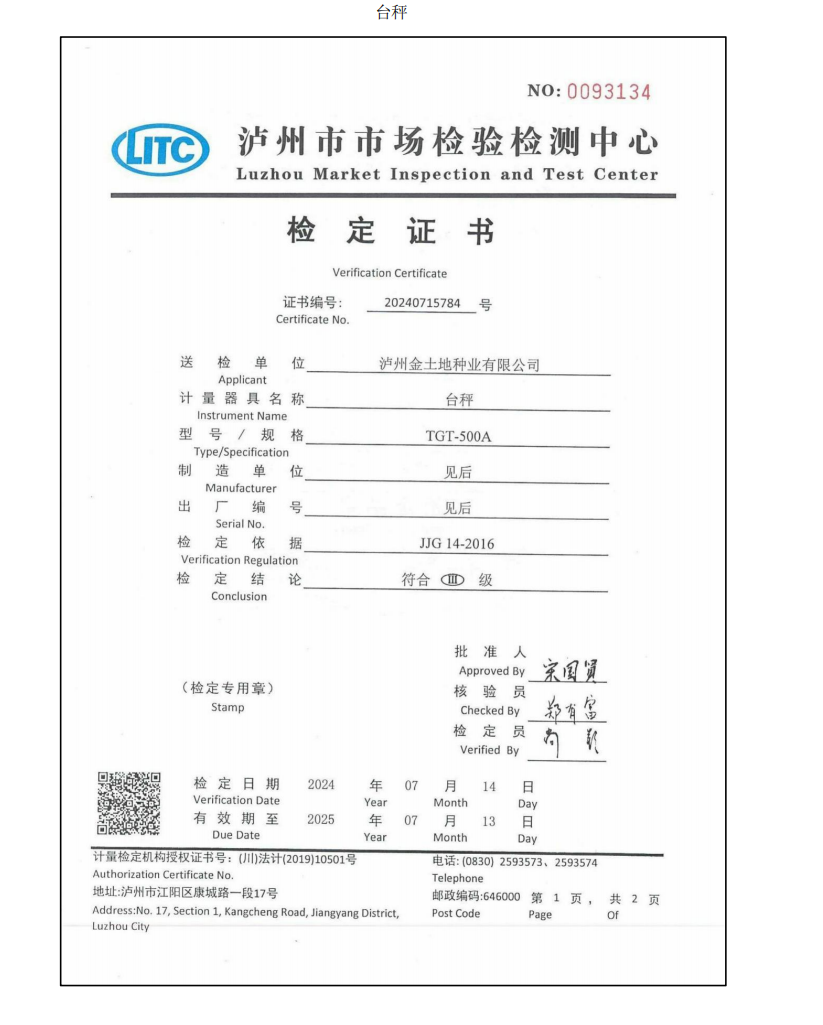 台秤
NO: 0093134
LITC
泸州市市场检验检测中心
Luzhou Market Inspection and Test Center
检定证书
Verification Certificate
证书编号: 20240715784 号
Certificate No.
送检单位 泸州金土地种业有限公司
Applicant
计量器具名称 台秤
Instrument Name
型号/规格 TGT-500A
Type/Specification
制造单位 见后
Manufacturer
出厂编号 见后
Serial No.
检定依据 JJG 14-2016
Verification Regulation
检定结论 符合 Ⅲ 级
Conclusion
批准人 宋国贤
Approved By
(检定专用章)
Stamp
核验员 郑有富
Checked By
检定员
Verified By
检定日期 2024 年 07 月 14 日
Verification Date Year Month Day
有效期至 2025 年 07 月 13 日
Due Date Year Month Day
计量检定机构授权证书号: (川)法计(2019)10501号
Authorization Certificate No.
地址:泸州市江阳区康城路一段17号
Address:No. 17, Section 1, Kangcheng Road, Jiangyang District,
Luzhou City
电话: (0830) 2593573、2593574
Telephone
邮政编码:646000 第 1 页, 共 2 页
Post Code Page Of